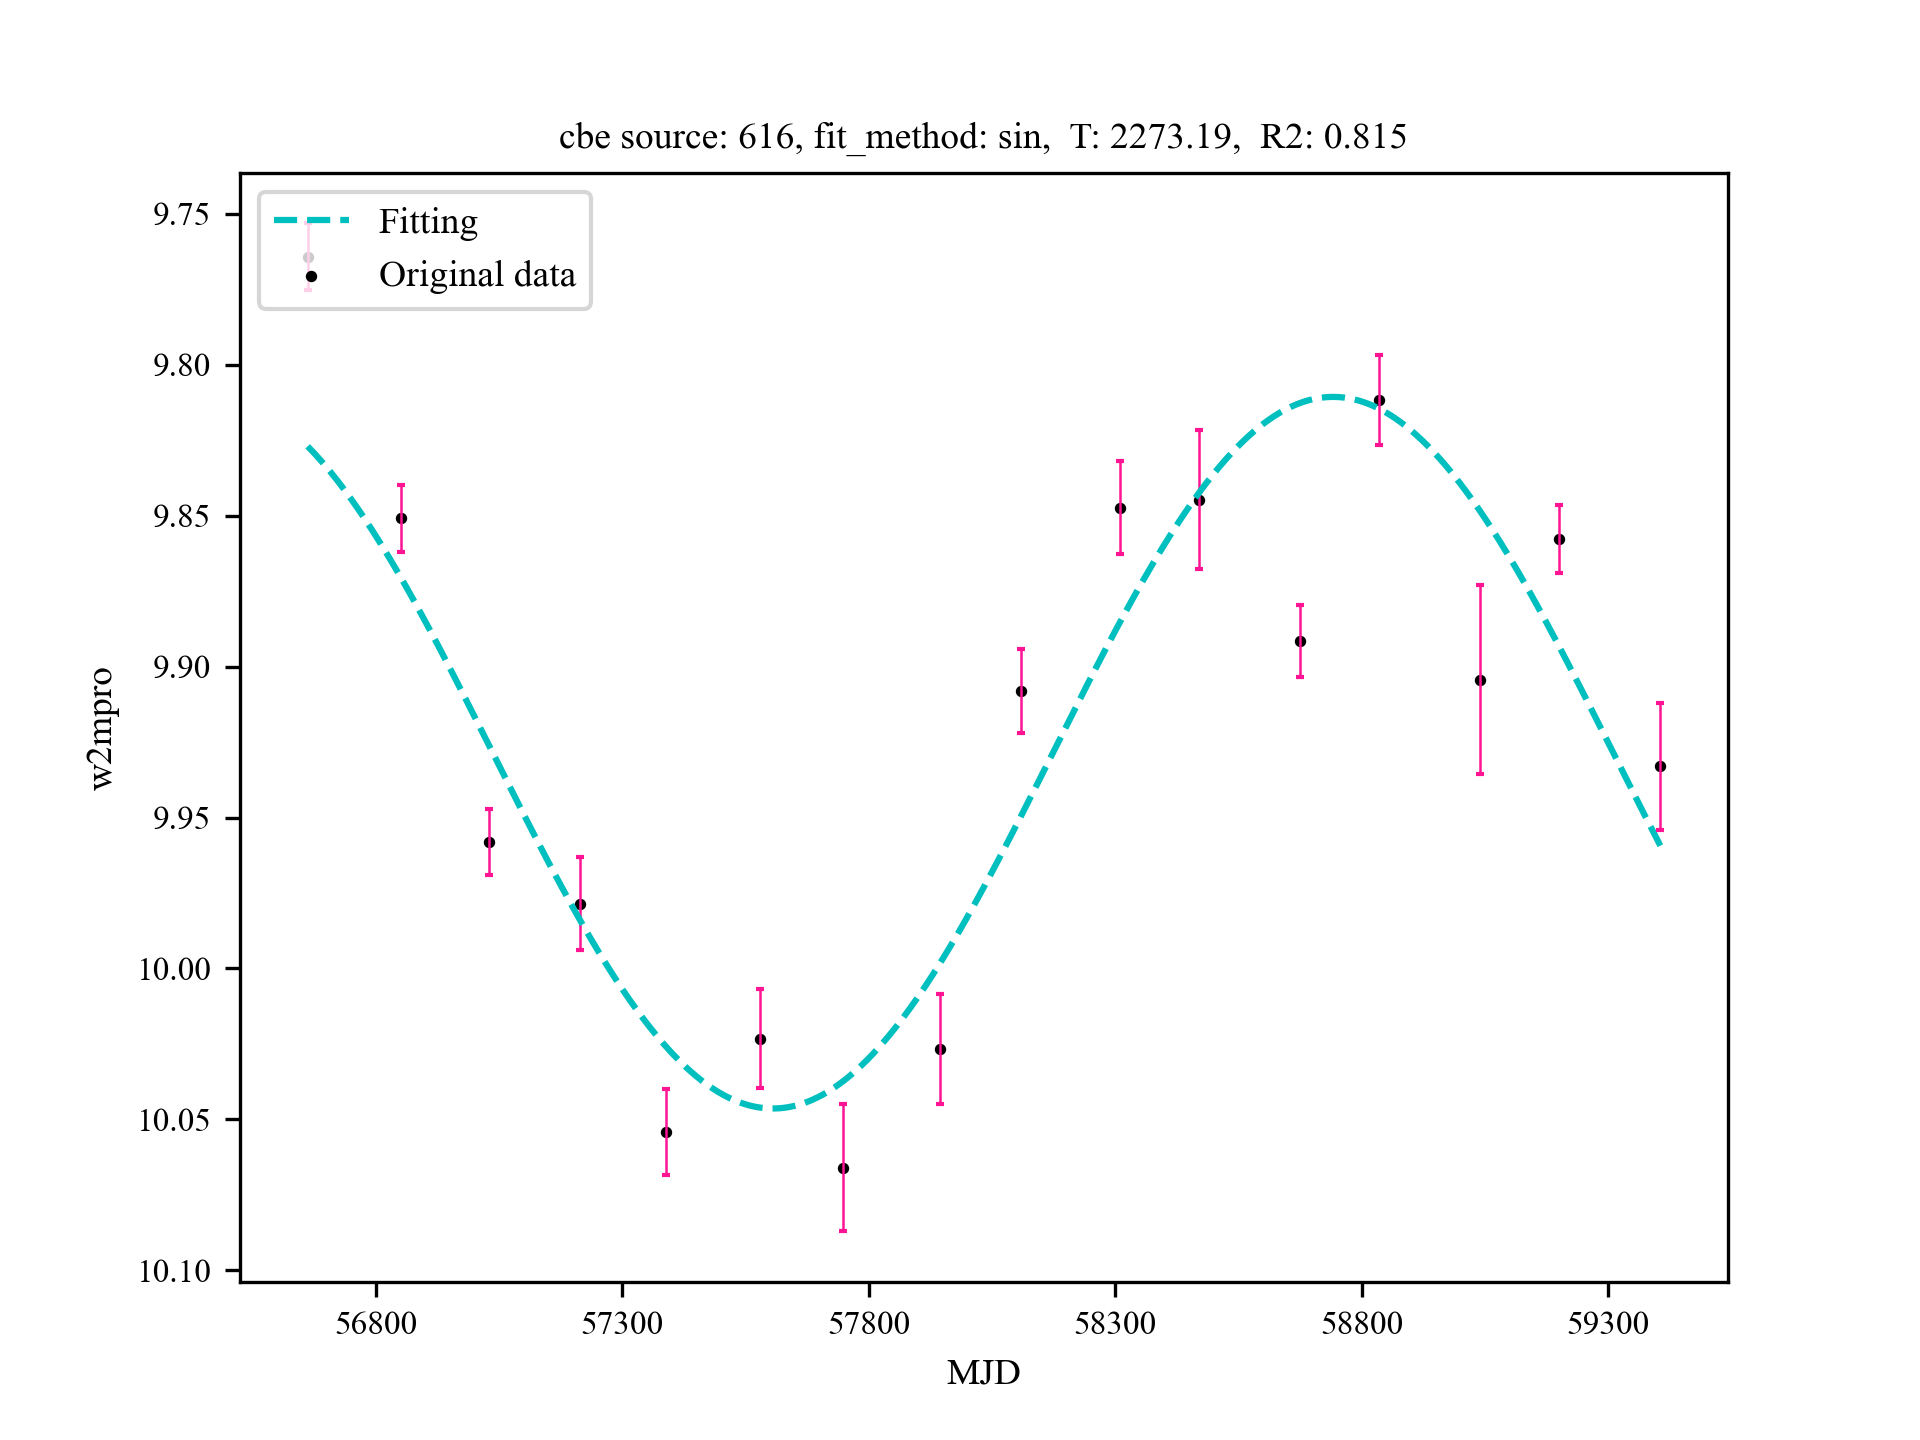 cbe source: 616, fit_method: sin,  T: 2273.19,  R2: 0.815
Fitting
Original data
9.75
9.80
9.85
9.90
9.95
10.00
10.05
10.10
w2mpro
56800 57300 57800 58300 58800 59300
MJD